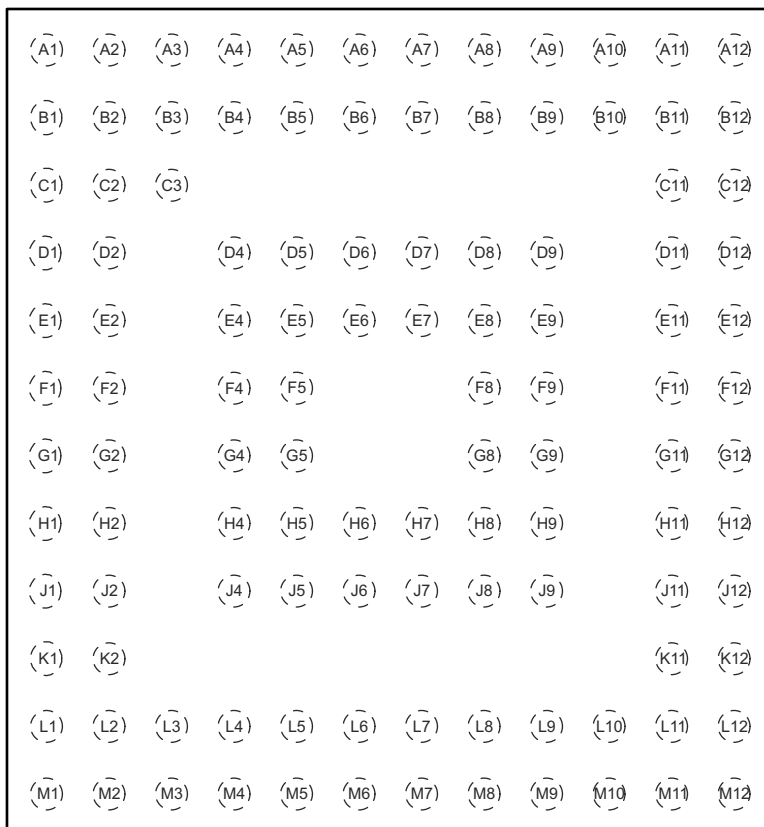 A1 A2 A3 A4 A5 A6 A7 A8 A9 A10 A11 A12
B1 B2 B3 B4 B5 B6 B7 B8 B9 B10 B11 B12
C1 C2 C3 C11 C12
D1 D2 D4 D5 D6 D7 D8 D9 D11 D12
E1 E2 E4 E5 E6 E7 E8 E9 E11 E12
F1 F2 F4 F5 F8 F9 F11 F12
G1 G2 G4 G5 G8 G9 G11 G12
H1 H2 H4 H5 H6 H7 H8 H9 H11 H12
J1 J2 J4 J5 J6 J7 J8 J9 J11 J12
K1 K2 K11 K12
L1 L2 L3 L4 L5 L6 L7 L8 L9 L10 L11 L12
M1 M2 M3 M4 M5 M6 M7 M8 M9 M10 M11 M12